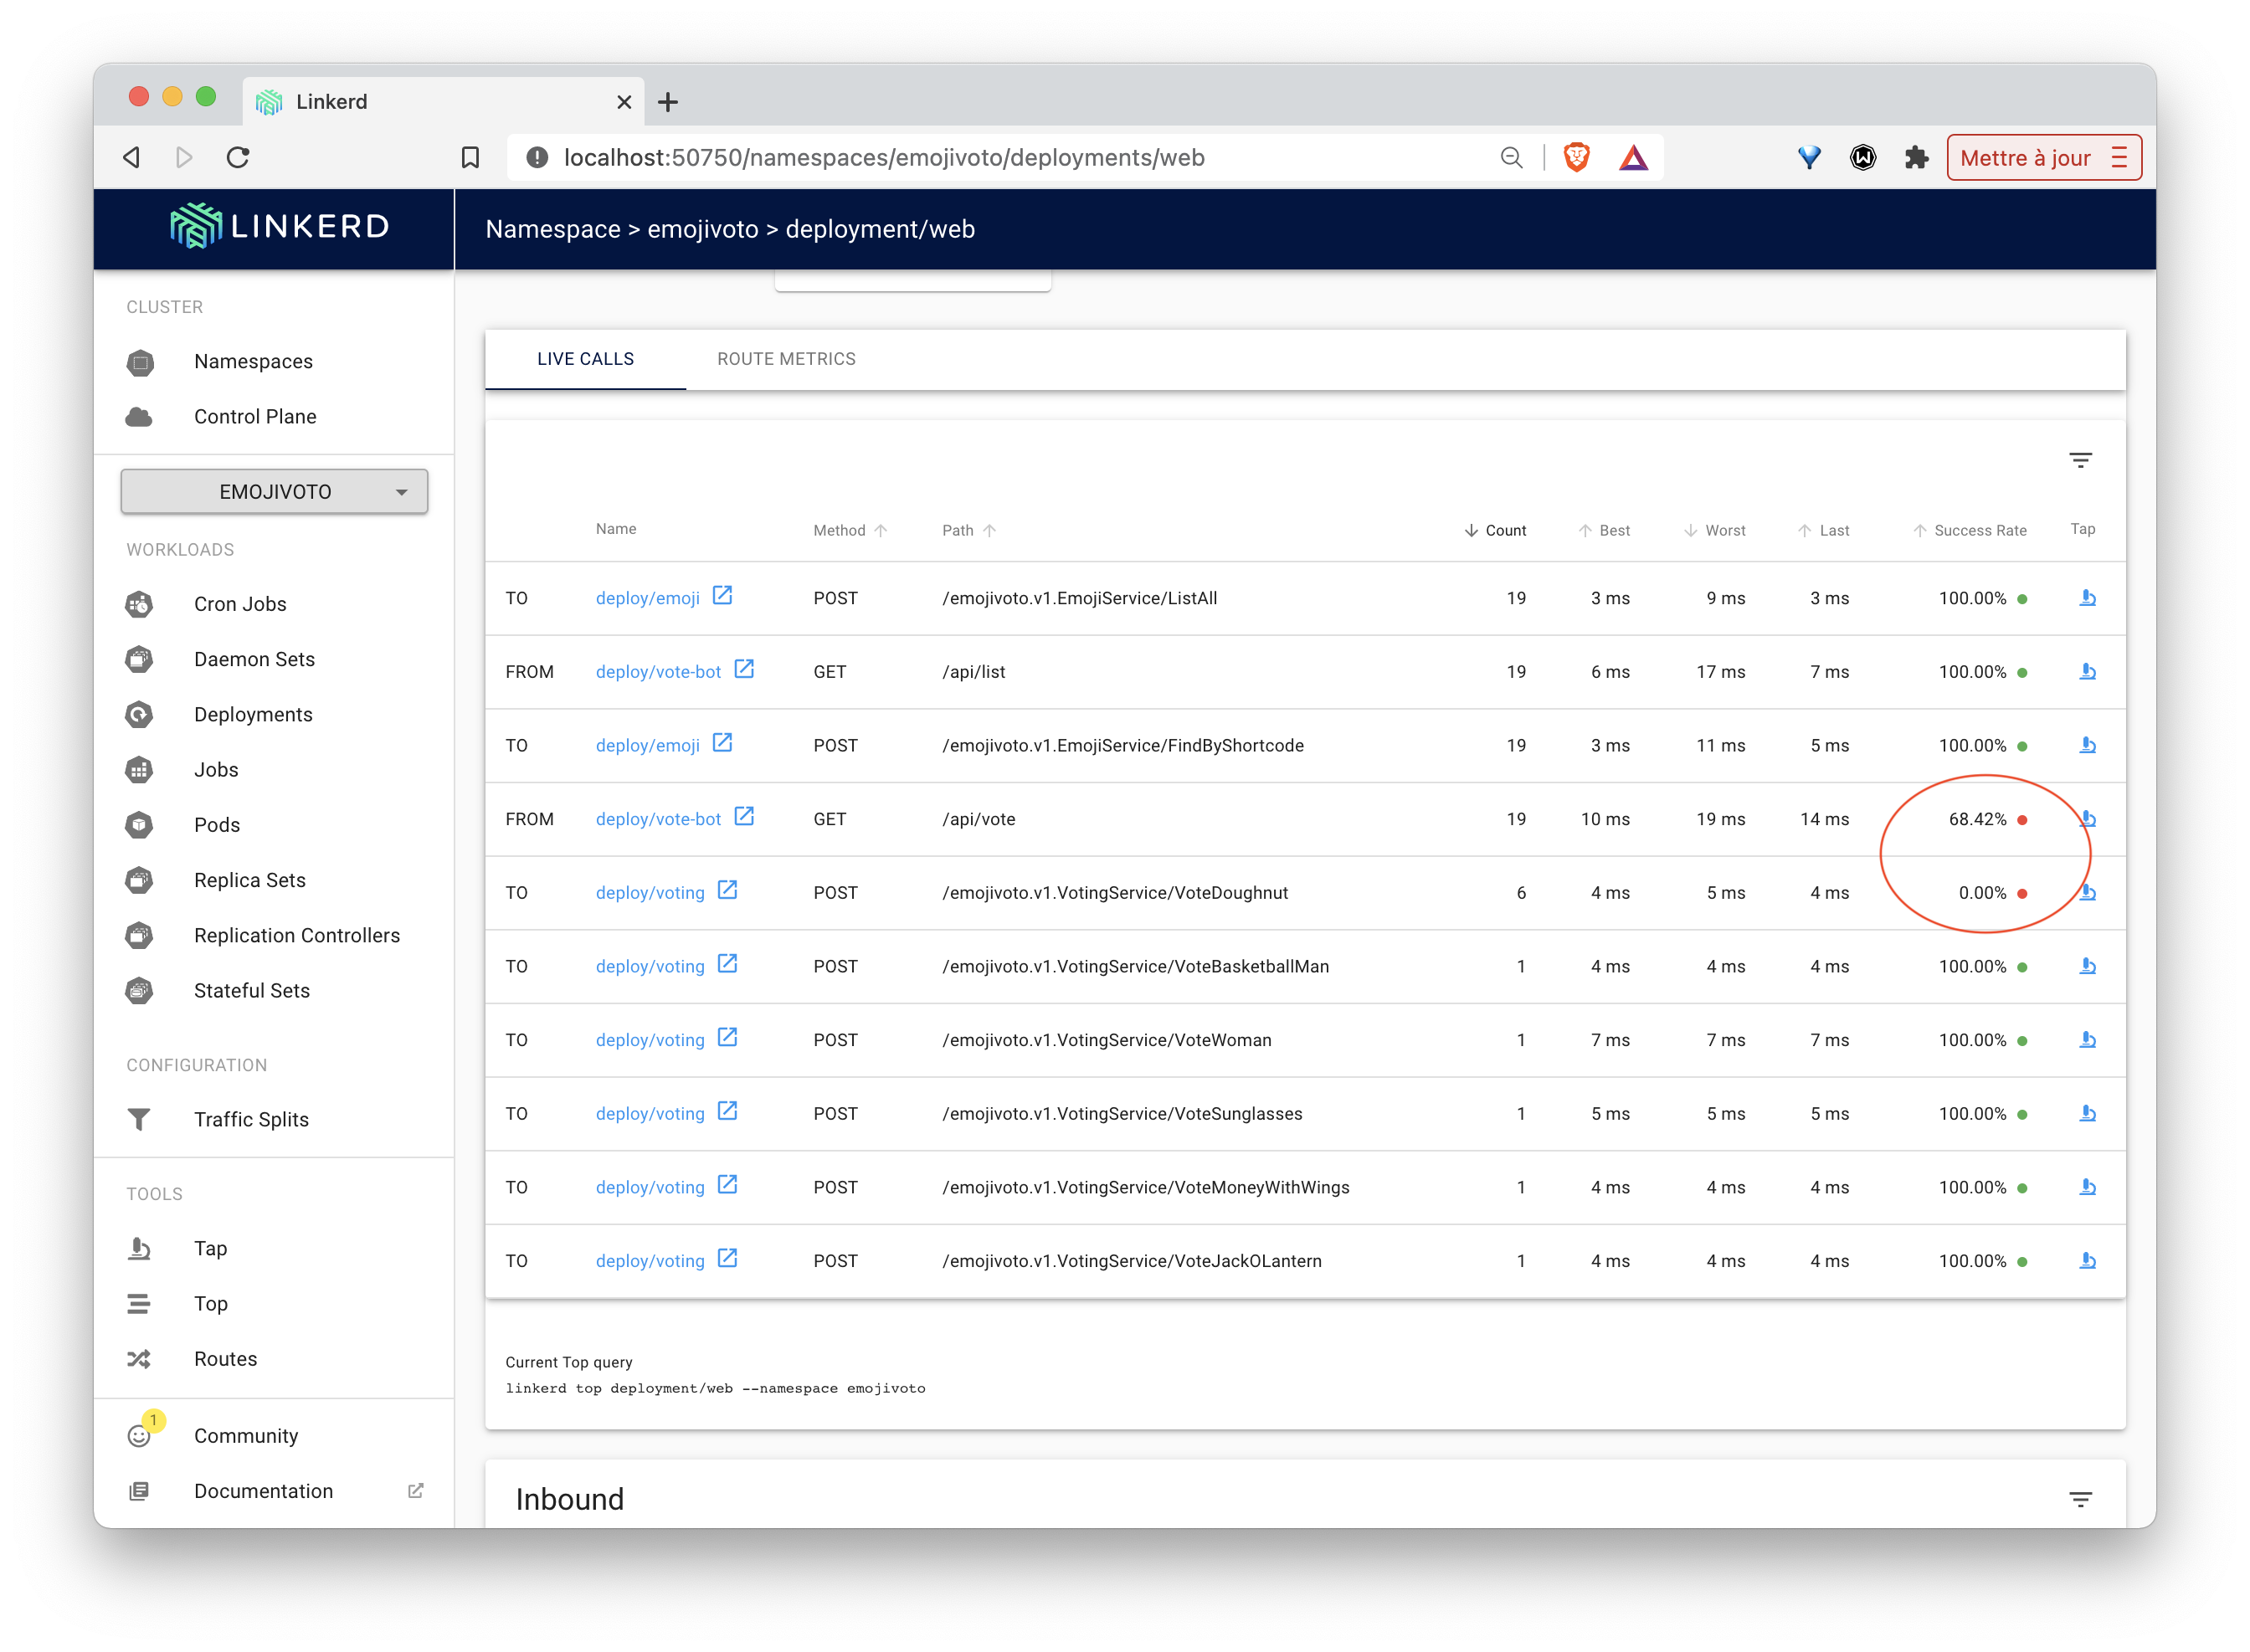 Linkerd
localhost:50750/namespaces/emojivoto/deployments/web
Mettre à jour
LINKERD
Namespace > emojivoto > deployment/web
CLUSTER
Namespaces
Control Plane
EMOJIVOTO
WORKLOADS
Cron Jobs
Daemon Sets
Deployments
Jobs
Pods
Replica Sets
Replication Controllers
Stateful Sets
CONFIGURATION
Traffic Splits
TOOLS
Tap
Top
Routes
1
Community
Documentation
LIVE CALLS ROUTE METRICS
Name Method Path Count Best Worst Last Success Rate Tap
TO deploy/emoji POST /emojivoto.v1.EmojiService/ListAll 19 3 ms 9 ms 3 ms 100.00%
FROM deploy/vote-bot GET /api/list 19 6 ms 17 ms 7 ms 100.00%
TO deploy/emoji POST /emojivoto.v1.EmojiService/FindByShortcode 19 3 ms 11 ms 5 ms 100.00%
FROM deploy/vote-bot GET /api/vote 19 10 ms 19 ms 14 ms 68.42%
TO deploy/voting POST /emojivoto.v1.VotingService/VoteDoughnut 6 4 ms 5 ms 4 ms 0.00%
TO deploy/voting POST /emojivoto.v1.VotingService/VoteBasketballMan 1 4 ms 4 ms 4 ms 100.00%
TO deploy/voting POST /emojivoto.v1.VotingService/VoteWoman 1 7 ms 7 ms 7 ms 100.00%
TO deploy/voting POST /emojivoto.v1.VotingService/VoteSunglasses 1 5 ms 5 ms 5 ms 100.00%
TO deploy/voting POST /emojivoto.v1.VotingService/VoteMoneyWithWings 1 4 ms 4 ms 4 ms 100.00%
TO deploy/voting POST /emojivoto.v1.VotingService/VoteJackOLantern 1 4 ms 4 ms 4 ms 100.00%
Current Top query
linkerd top deployment/web --namespace emojivoto
Inbound